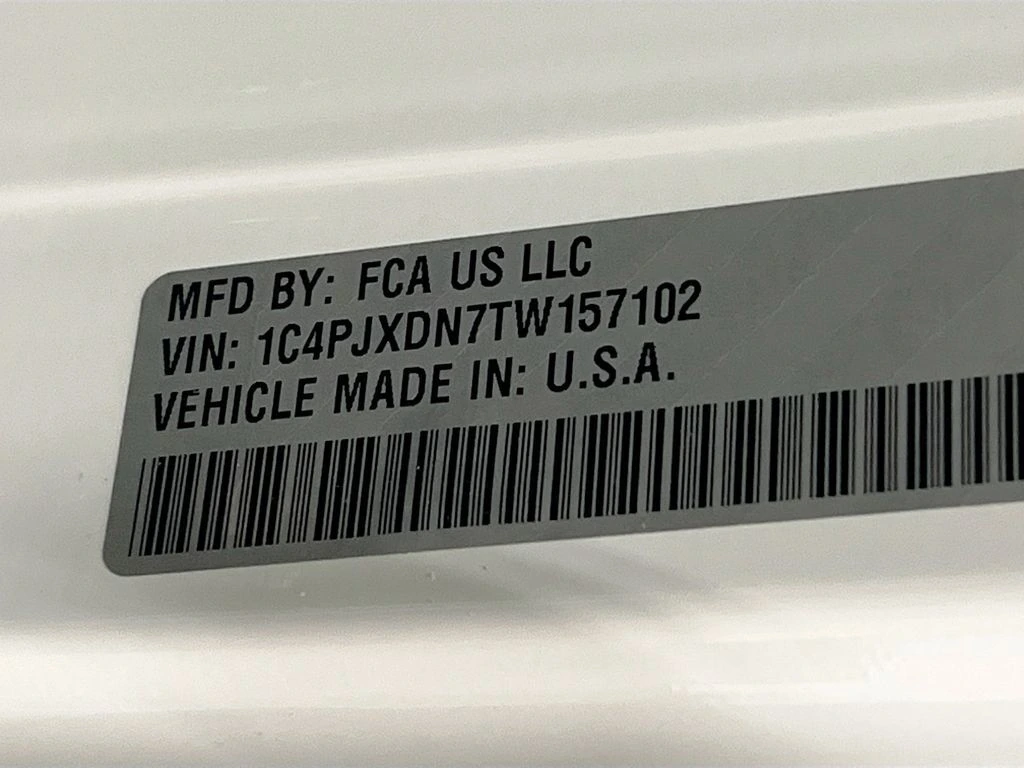 MFD BY: FCA US LLC
VIN: 1C4PJXDN7TW157102
VEHICLE MADE IN: U.S.A.